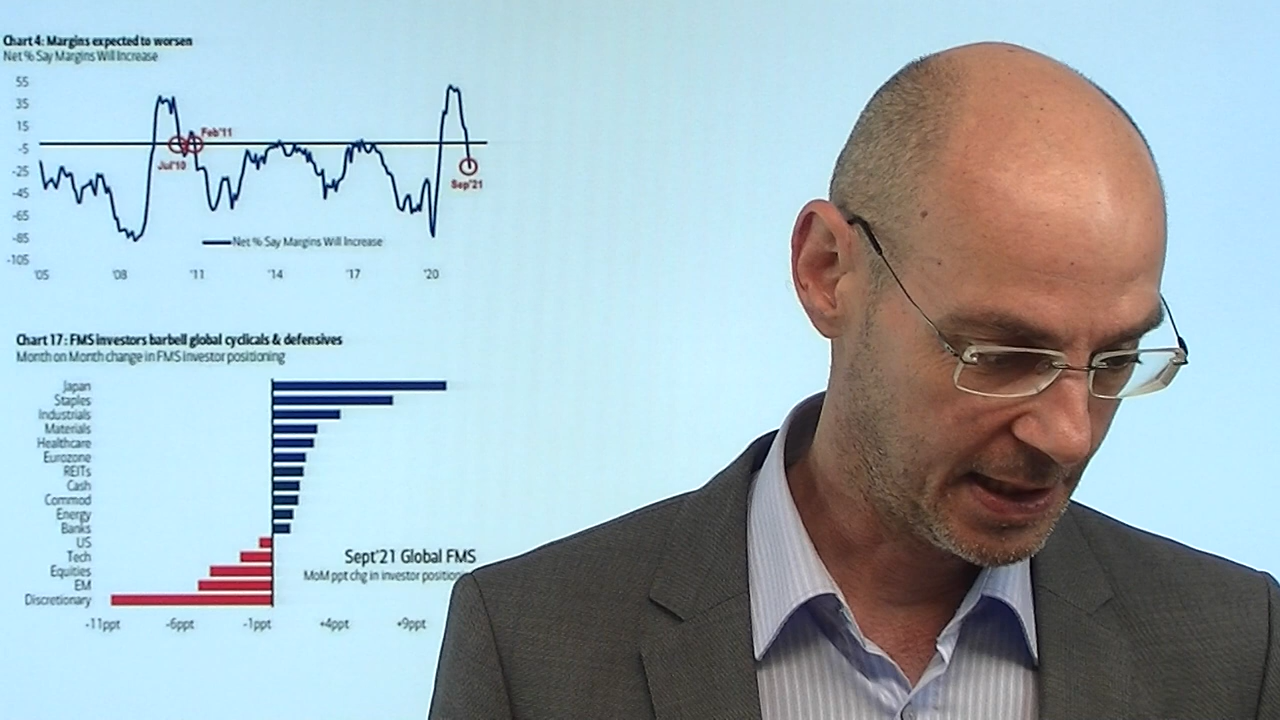 Chart 4: Margins expected to worsen
Net % Say Margins Will Increase
55
35
15
-5
-25
-45
-65
-85
-105
Feb'11
Jul'10
Sep'21
Net % Say Margins Will Increase
'05 '08 '11 '14 '17 '20
Chart 17: FMS investors barbell global cyclicals & defensives
Month on Month change in FMS investor positioning
Japan
Staples
Industrials
Materials
Healthcare
Eurozone
REITs
Cash
Commod
Energy
Banks
US
Tech
Equities
EM
Discretionary
Sept'21 Global FMS
MoM ppt chg in investor
-11ppt -6ppt -1ppt +4ppt +9ppt